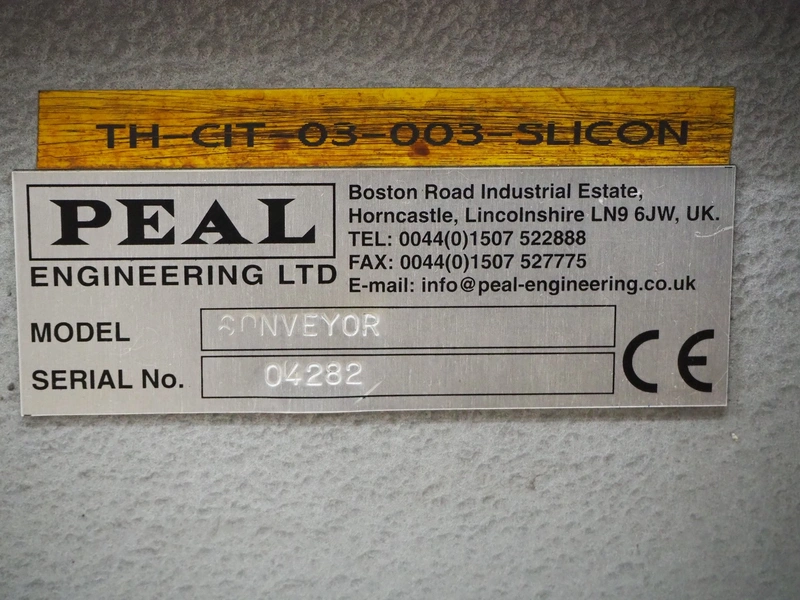 TH-CIT-03-003-SLICON
PEAL
ENGINEERING LTD
Boston Road Industrial Estate,
Horncastle, Lincolnshire LN9 6JW, UK.
TEL: 0044(0)1507 522888
FAX: 0044(0)1507 527775
E-mail: info@peal-engineering.co.uk
MODEL CONVEYOR
SERIAL No. 04282
CE